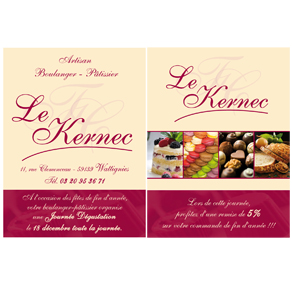 Artisan
Boulanger - Pâtissier
Le
Kernec
11, rue Clemenceau - 59139 Wattignies
Tél. 03 20 95 36 71
A l'occasion des fêtes de fin d'année,
votre boulanger-pâtissier organise
une Journée Dégustation
le 18 décembre toute la journée.
Le
Kernec
Lors de cette journée,
profitez d'une remise de 5%
sur votre commande de fin d'année !!!